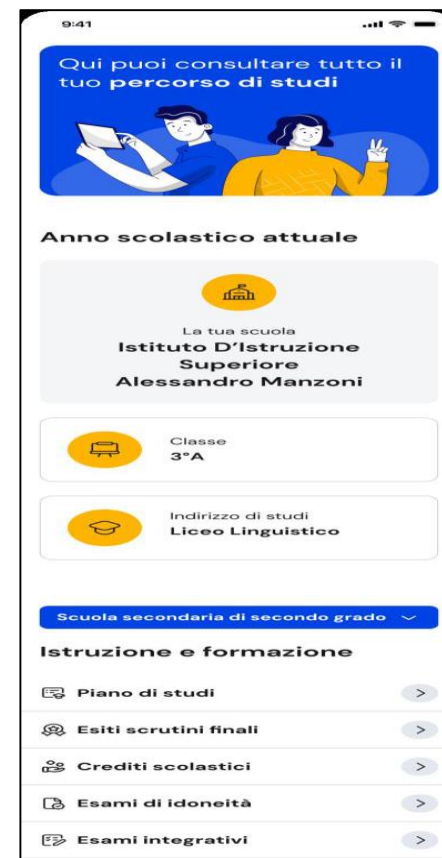 9:41
Qui puoi consultare tutto il
tuo percorso di studi
Anno scolastico attuale
La tua scuola
Istituto D'Istruzione
Superiore
Alessandro Manzoni
Classe
3°A
Indirizzo di studi
Liceo Linguistico
Scuola secondaria di secondo grado
Istruzione e formazione
Piano di studi
Esiti scrutini finali
Crediti scolastici
Esami di idoneità
Esami integrativi